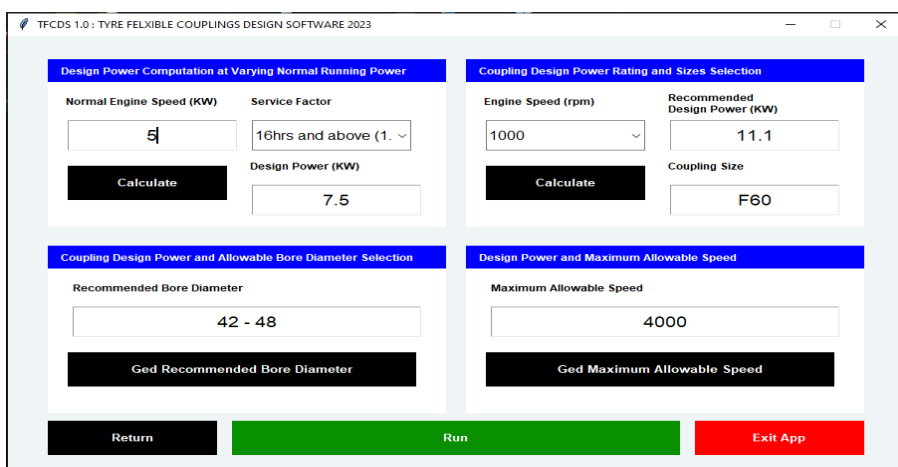 TFCDS 1.0 : TYRE FELXIBLE COUPLINGS DESIGN SOFTWARE 2023
Design Power Computation at Varying Normal Running Power
Normal Engine Speed (KW)
Service Factor
5
16hrs and above (1.
Calculate
Design Power (KW)
7.5
Coupling Design Power Rating and Sizes Selection
Engine Speed (rpm)
Recommended
Design Power (KW)
1000
11.1
Calculate
Coupling Size
F60
Coupling Design Power and Allowable Bore Diameter Selection
Recommended Bore Diameter
42 - 48
Ged Recommended Bore Diameter
Design Power and Maximum Allowable Speed
Maximum Allowable Speed
4000
Ged Maximum Allowable Speed
Return
Run
Exit App